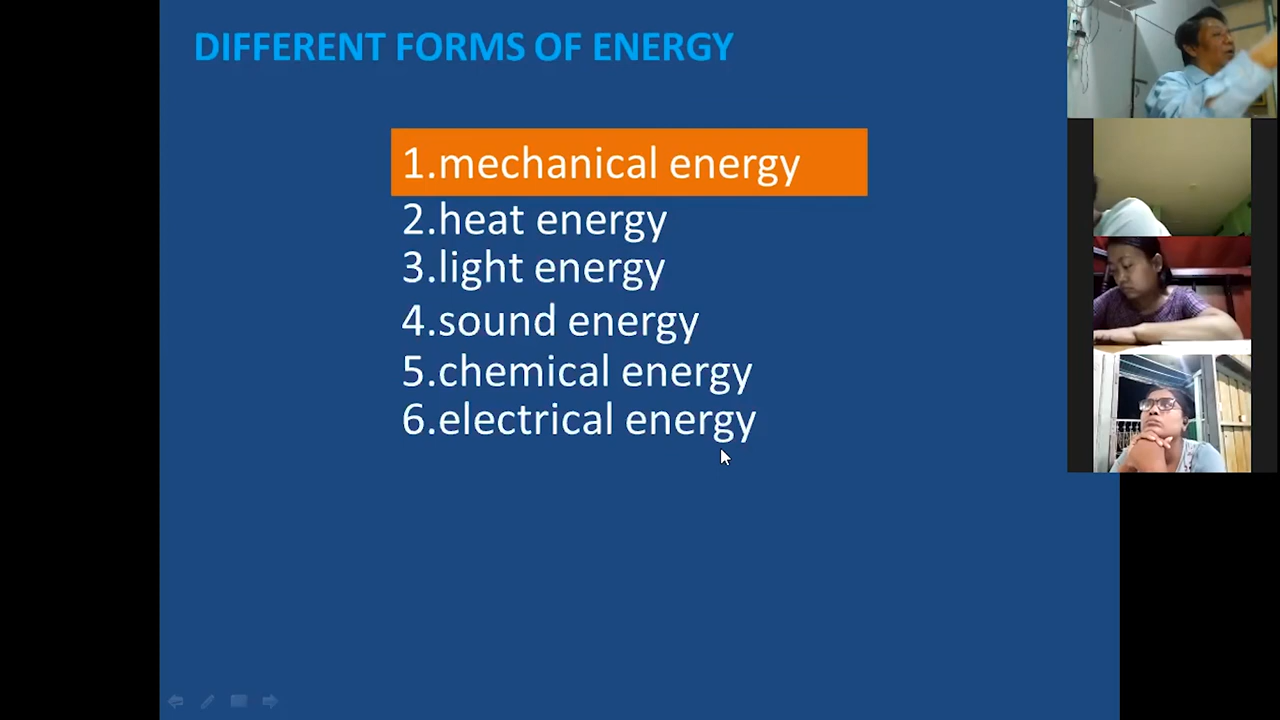 DIFFERENT FORMS OF ENERGY
1.mechanical energy
2.heat energy
3.light energy
4.sound energy
5.chemical energy
6.electrical energy